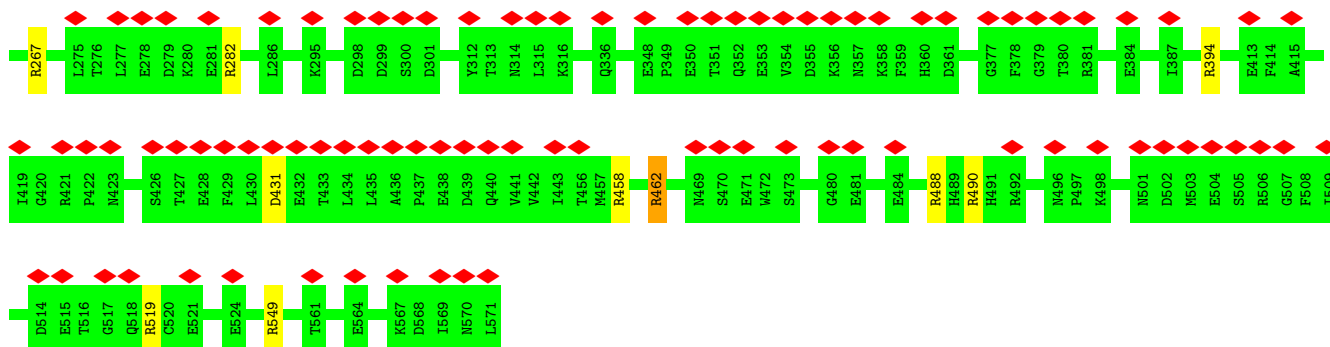 R267 L275 T276 L277 E278 D279 K280 E281 R282 L286 K295 D298 D299 S300 D301 Y312 T313 N314 L315 K316 Q336 E348 P349 E350 T351 Q352 E353 V354 D355 K356 N357 K358 F359 H360 D361 G377 F378 G379 T380 R381 E384 I387 R394 E413 F414 A415
I419 G420 R421 P422 N423 S426 T427 E428 F429 L430 D431 E432 T433 L434 L435 A436 P437 E438 D439 Q440 V441 V442 I443 T456 M457 R458 R462 N469 S470 E471 W472 S473 G480 E481 E484 R488 H489 R490 H491 R492 N496 P497 K498 N501 D502 M503 E504 S505 R506 G507 F508 I509
D514 E515 T516 G517 Q518 R519 C520 E521 E524 R549 T561 E564 K567 D568 I569 N570 L571